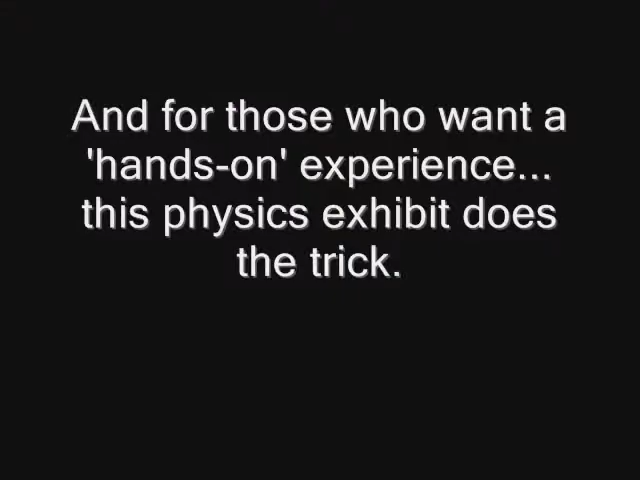 And for those who want a
'hands-on' experience...
this physics exhibit does
the trick.